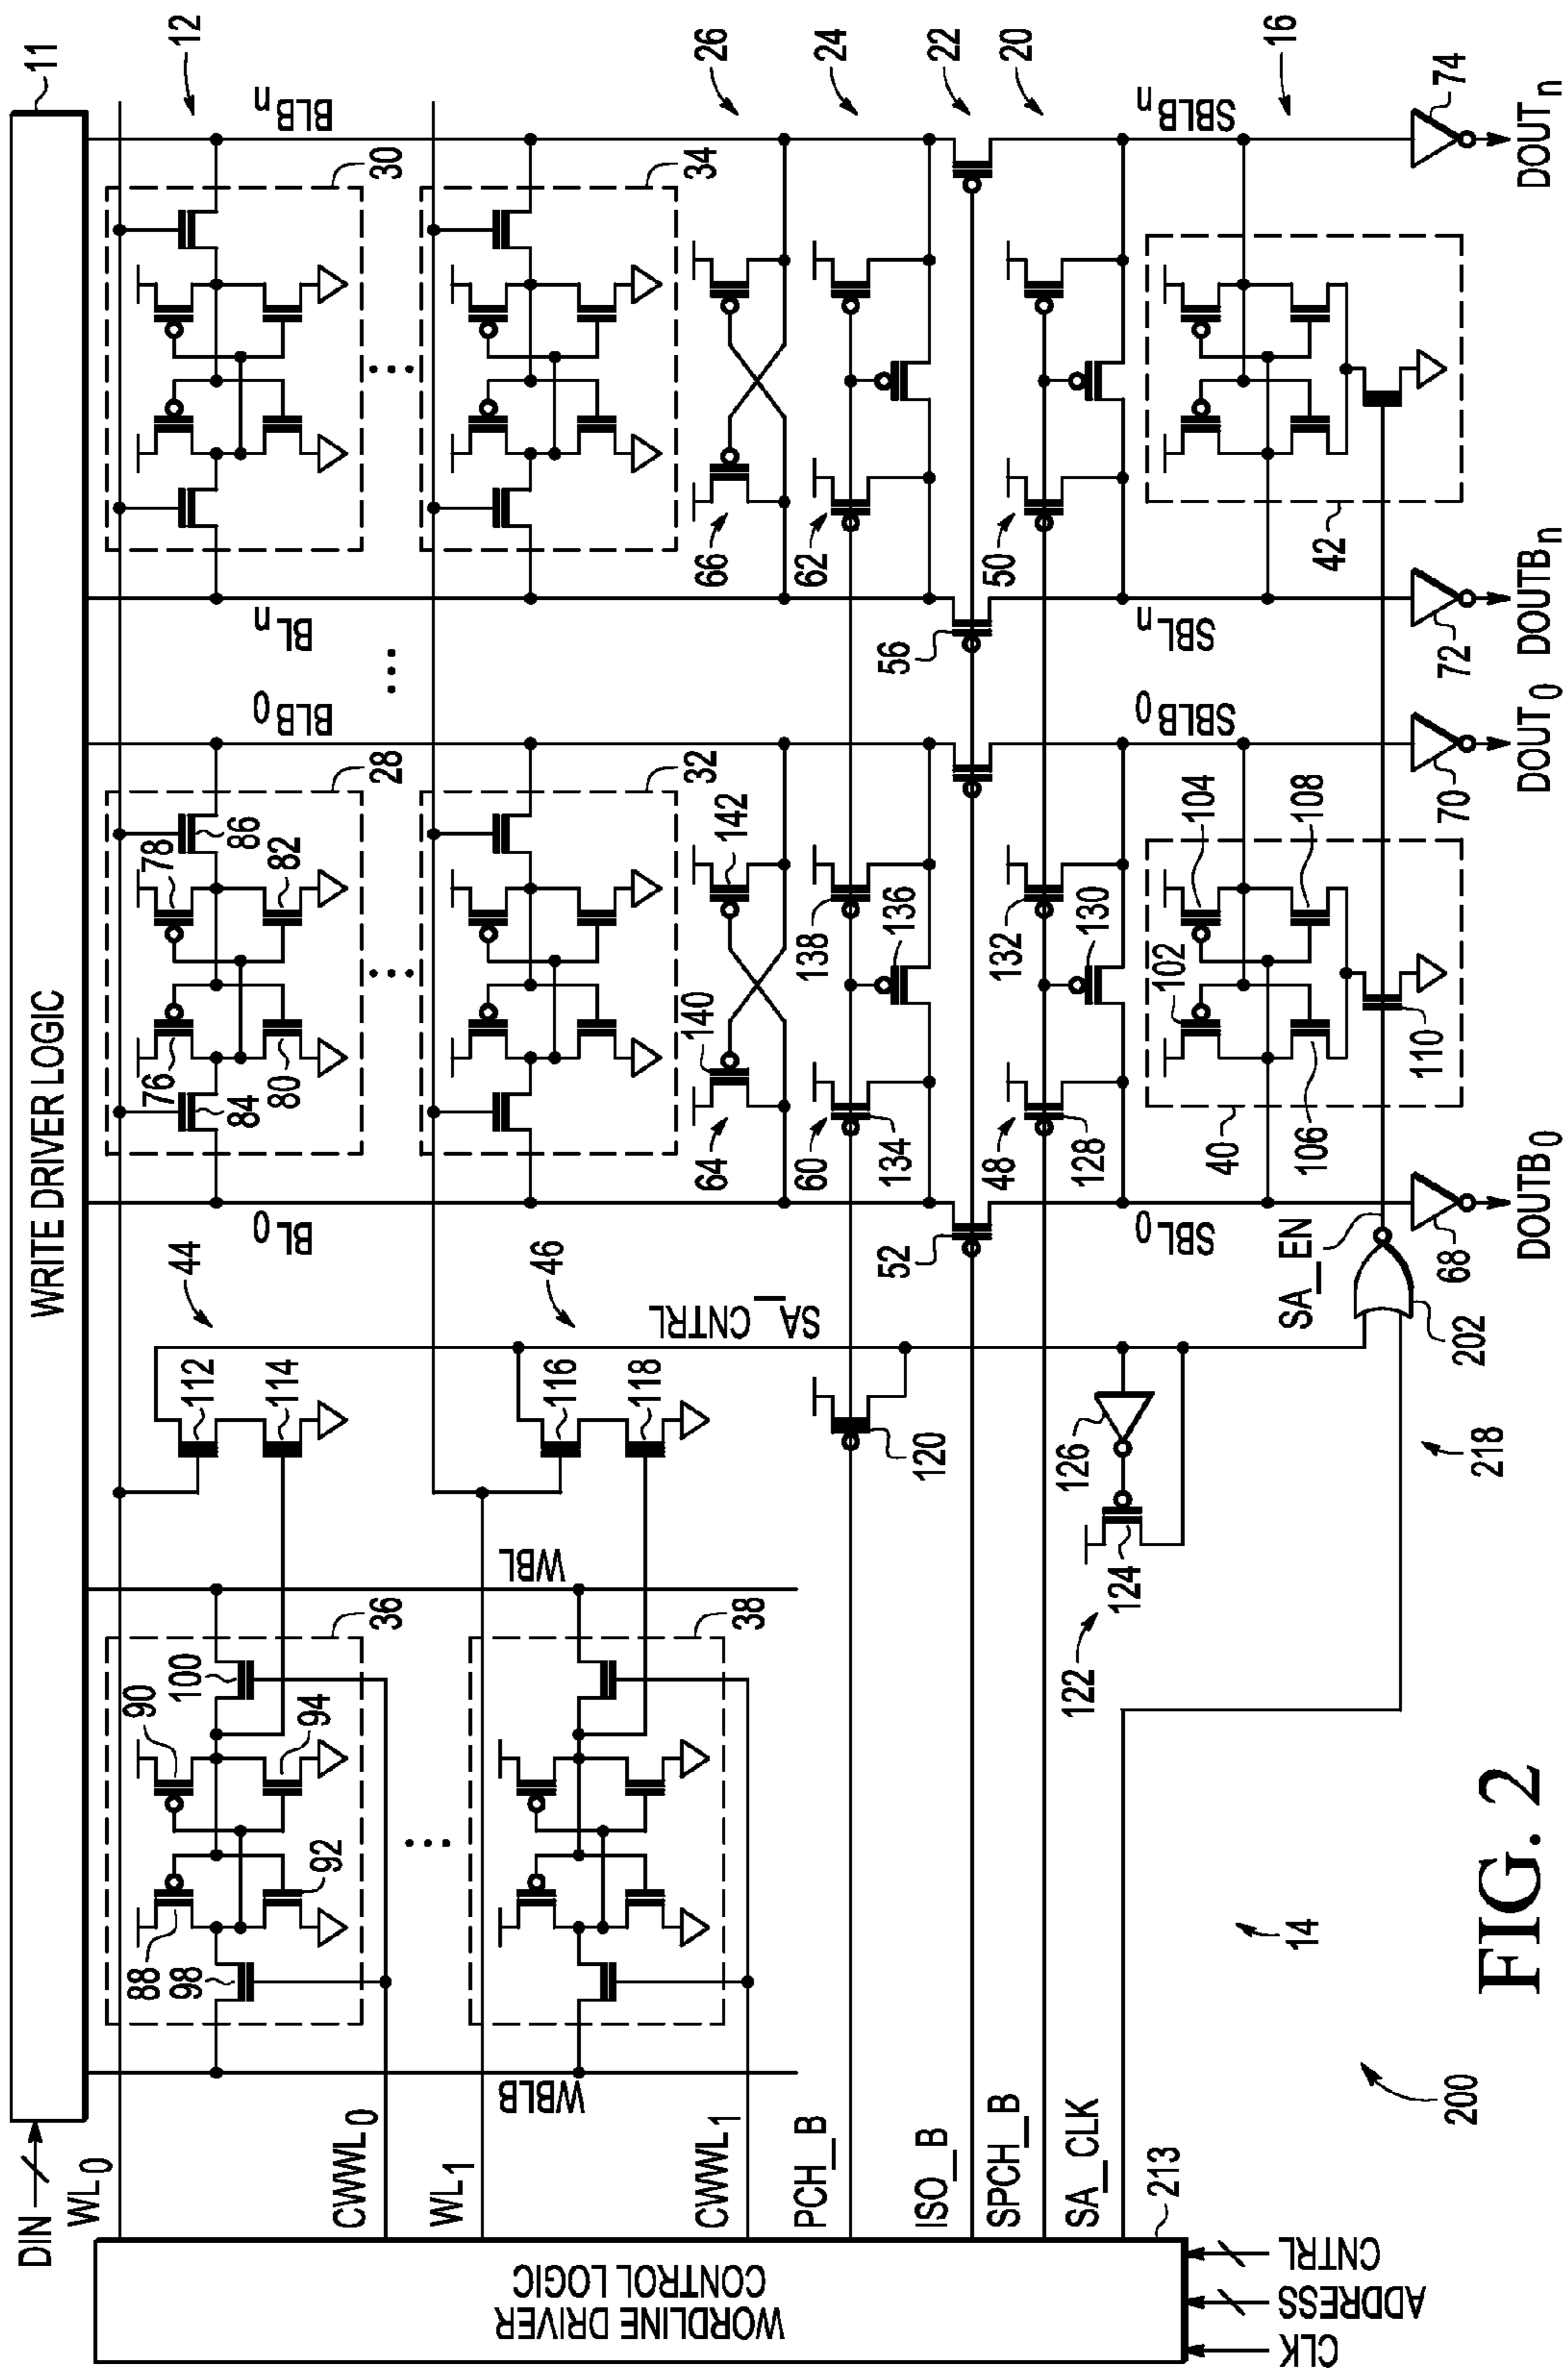 WRITE DRIVER LOGIC
11
DIN
12
WL0
BLBn
30
BLB0
28
78
86
82
76
84
80
BL0
BLn
44
112
114
36
90
100
94
92
88
98
CWWL0
WL1
WBL
WBLB
34
32
46
116
118
38
CWWL1
26
66
142
140
64
SA_CNTRL
24
62
138
136
60
134
120
PCH_B
22
56
52
ISO_B
20
50
132
130
48
128
SPCH_B
126
124
122
SA_CLK
213
SBLBn
SBLn
SBLB0
SBL0
16
42
104
102
108
106
110
40
SA_EN
202
218
74
72
70
68
DOUTn
DOUTBn
DOUT0
DOUTB0
WORDLINE DRIVER
CONTROL LOGIC
CNTRL
ADDRESS
CLK
14
200
FIG. 2